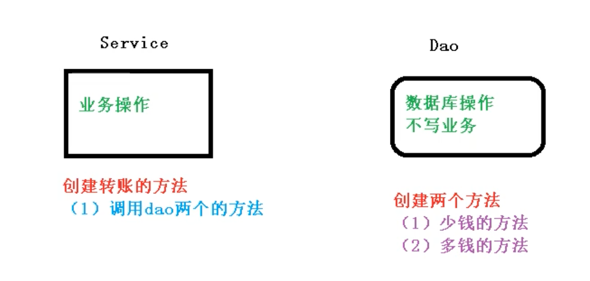 Service
业务操作
创建转账的方法
（1）调用dao两个的方法
Dao
数据库操作
不写业务
创建两个方法
（1）少钱的方法
（2）多钱的方法